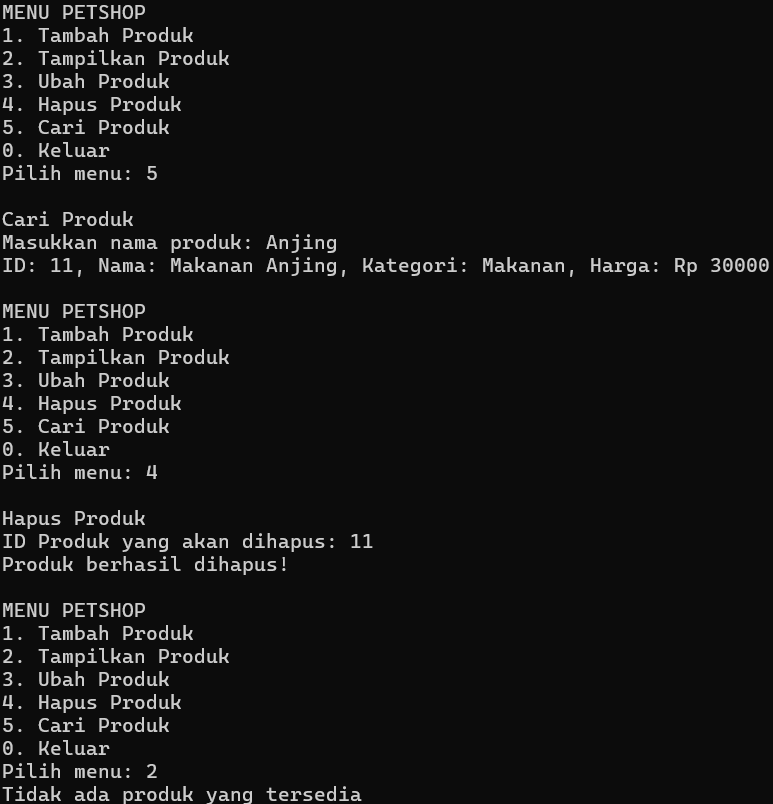 MENU PETSHOP
1. Tambah Produk
2. Tampilkan Produk
3. Ubah Produk
4. Hapus Produk
5. Cari Produk
0. Keluar
Pilih menu: 5

Cari Produk
Masukkan nama produk: Anjing
ID: 11, Nama: Makanan Anjing, Kategori: Makanan, Harga: Rp 30000

MENU PETSHOP
1. Tambah Produk
2. Tampilkan Produk
3. Ubah Produk
4. Hapus Produk
5. Cari Produk
0. Keluar
Pilih menu: 4

Hapus Produk
ID Produk yang akan dihapus: 11
Produk berhasil dihapus!

MENU PETSHOP
1. Tambah Produk
2. Tampilkan Produk
3. Ubah Produk
4. Hapus Produk
5. Cari Produk
0. Keluar
Pilih menu: 2
Tidak ada produk yang tersedia